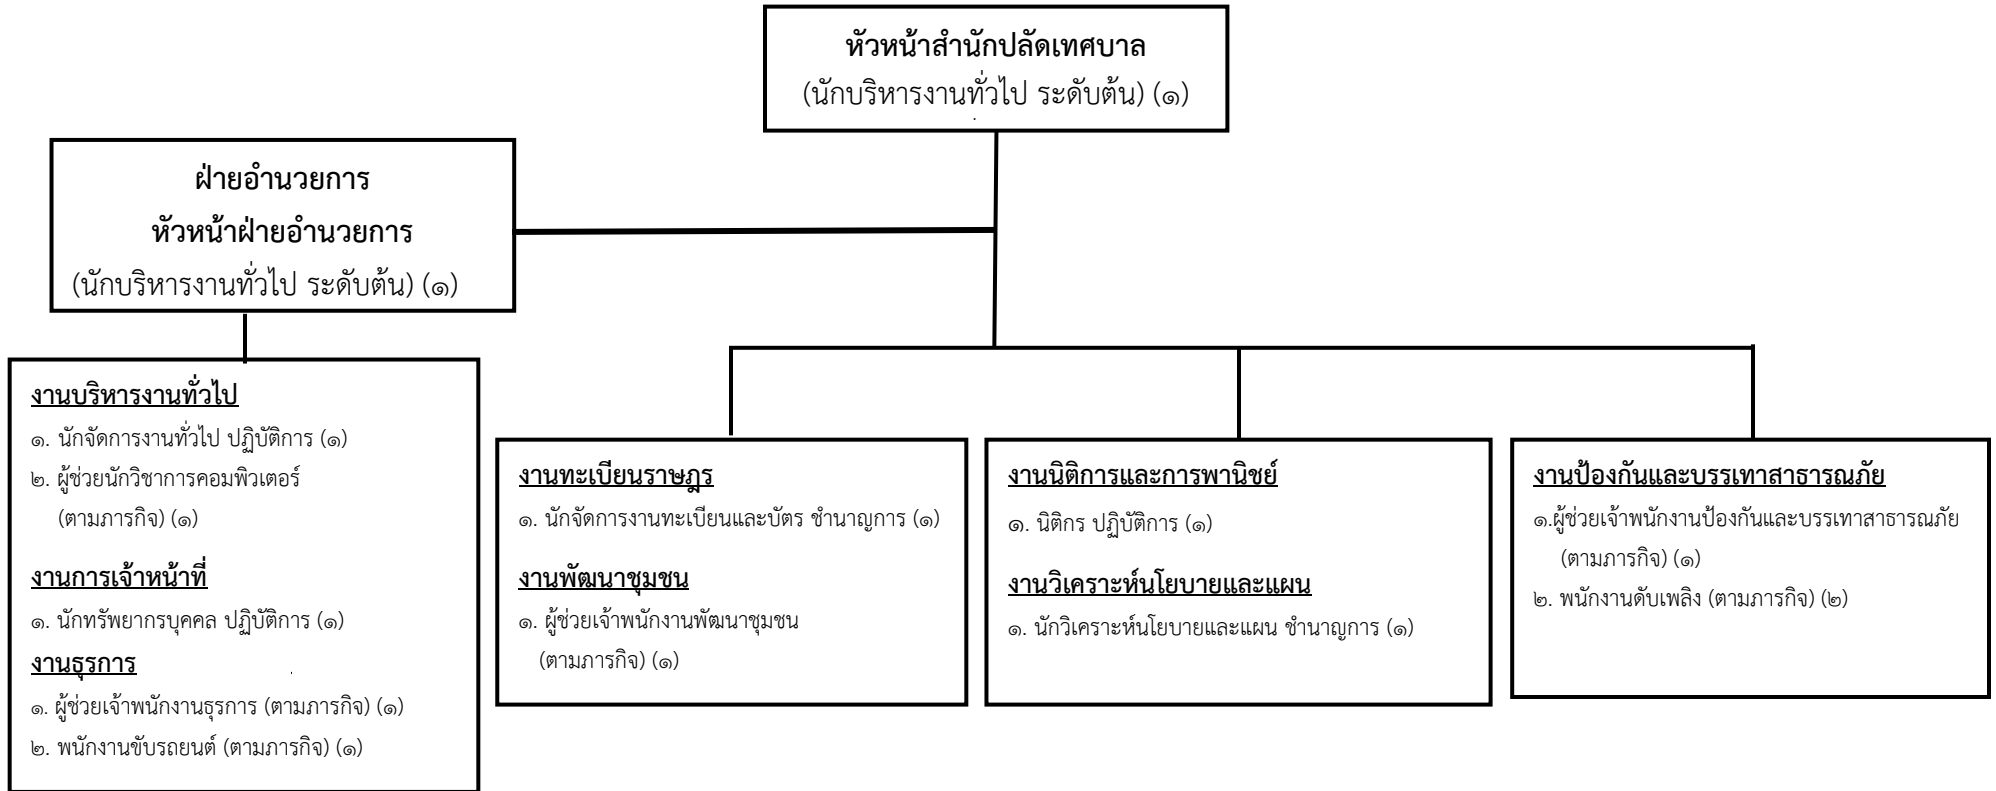 หัวหน้าสำนักปลัดเทศบาล
(นักบริหารงานทั่วไป ระดับต้น) (๑)
ฝ่ายอำนวยการ
หัวหน้าฝ่ายอำนวยการ
(นักบริหารงานทั่วไป ระดับต้น) (๑)
งานบริหารงานทั่วไป
๑. นักจัดการงานทั่วไป ปฏิบัติการ (๑)
๒. ผู้ช่วยนักวิชาการคอมพิวเตอร์
(ตามภารกิจ) (๑)
งานการเจ้าหน้าที่
๑. นักทรัพยากรบุคคล ปฏิบัติการ (๑)
งานธุรการ
๑. ผู้ช่วยเจ้าพนักงานธุรการ (ตามภารกิจ) (๑)
๒. พนักงานขับรถยนต์ (ตามภารกิจ) (๑)
งานทะเบียนราษฎร
๑. นักจัดการงานทะเบียนและบัตร ชำนาญการ (๑)
งานพัฒนาชุมชน
๑. ผู้ช่วยเจ้าพนักงานพัฒนาชุมชน
(ตามภารกิจ) (๑)
งานนิติการและการพานิชย์
๑. นิติกร ปฏิบัติการ (๑)
งานวิเคราะห์นโยบายและแผน
๑. นักวิเคราะห์นโยบายและแผน ชำนาญการ (๑)
งานป้องกันและบรรเทาสาธารณภัย
๑.ผู้ช่วยเจ้าพนักงานป้องกันและบรรเทาสาธารณภัย
(ตามภารกิจ) (๑)
๒. พนักงานดับเพลิง (ตามภารกิจ) (๒)